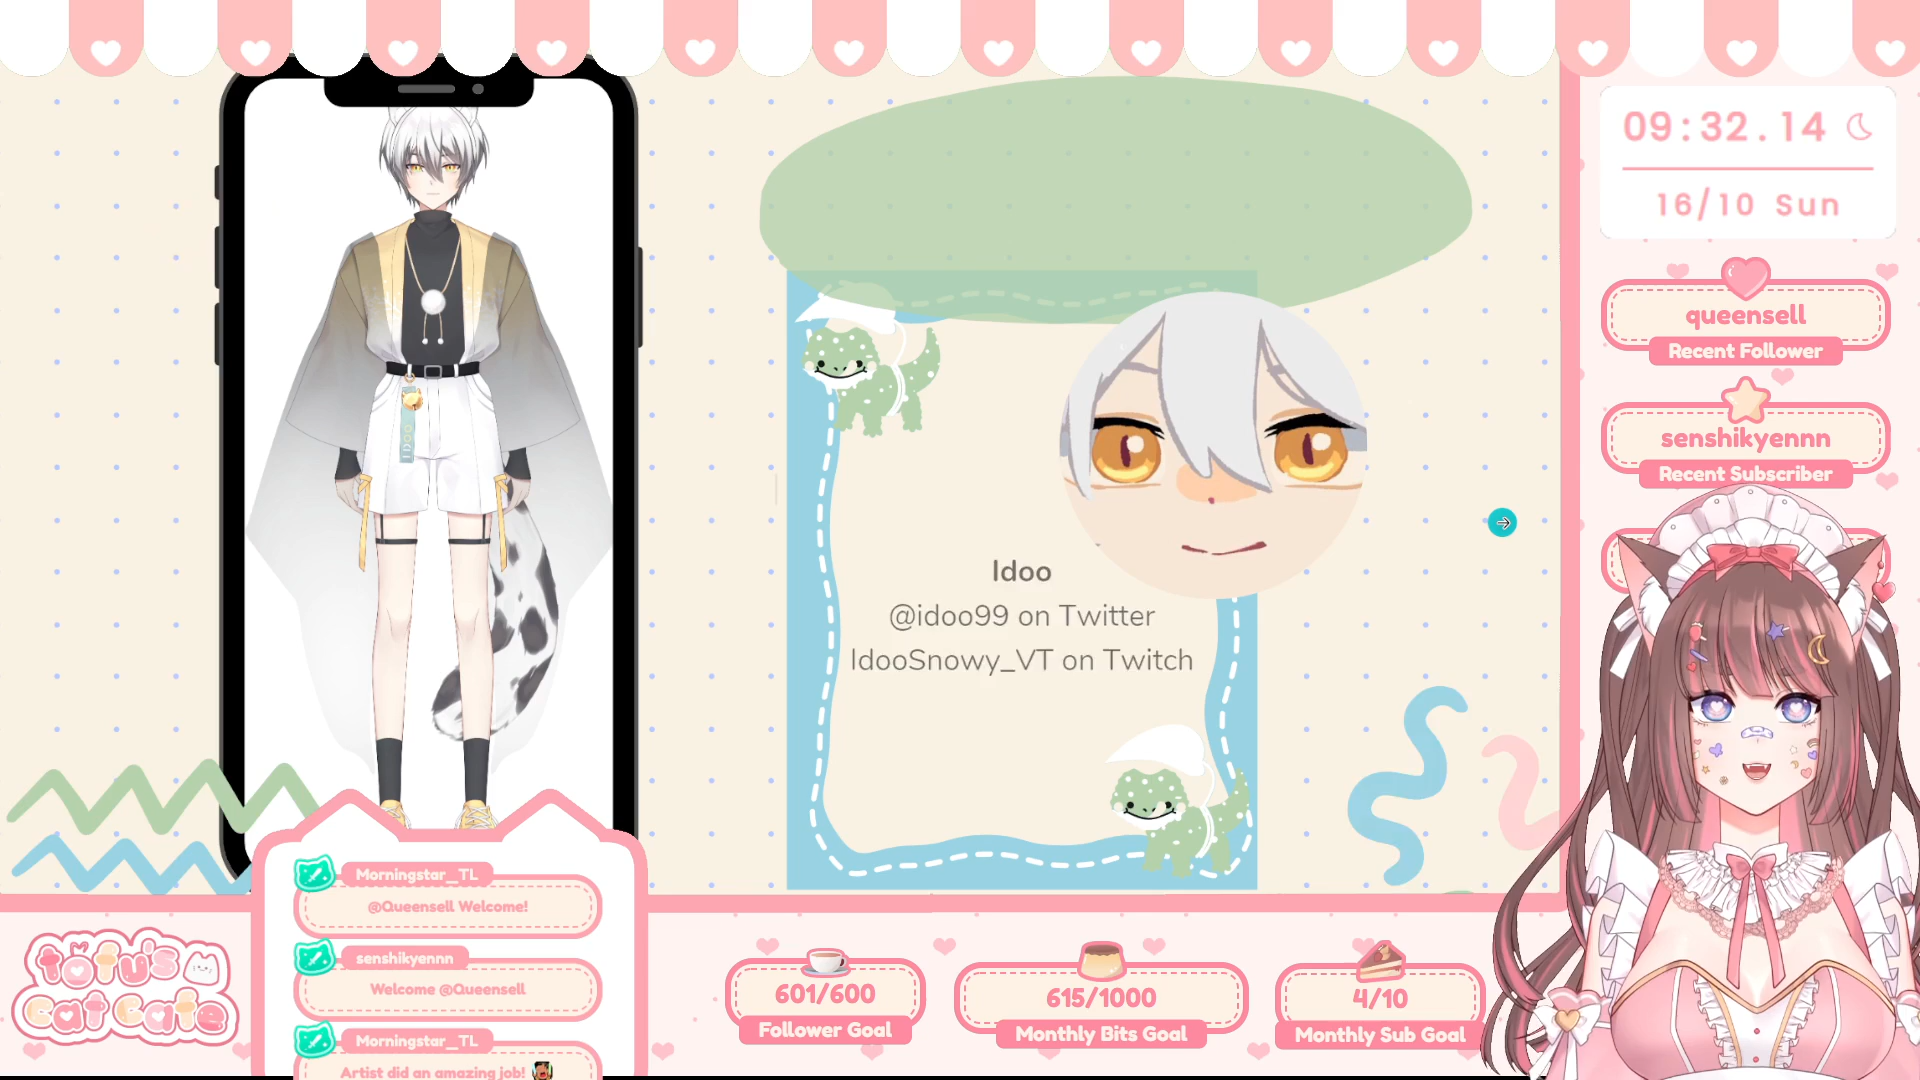 09:32.14
16/10 Sun
queensell
Recent Follower
senshikyennn
Recent Subscriber
IDOO
Idoo
@idoo99 on Twitter
IdooSnowy_VT on Twitch
Morningstar_TL
@Queensell Welcome!
senshikyennn
Welcome @Queensell
Morningstar_TL
Artist did an amazing job!
tofu's
Cat Cafe
601/600
Follower Goal
615/1000
Monthly Bits Goal
4/10
Monthly Sub Goal